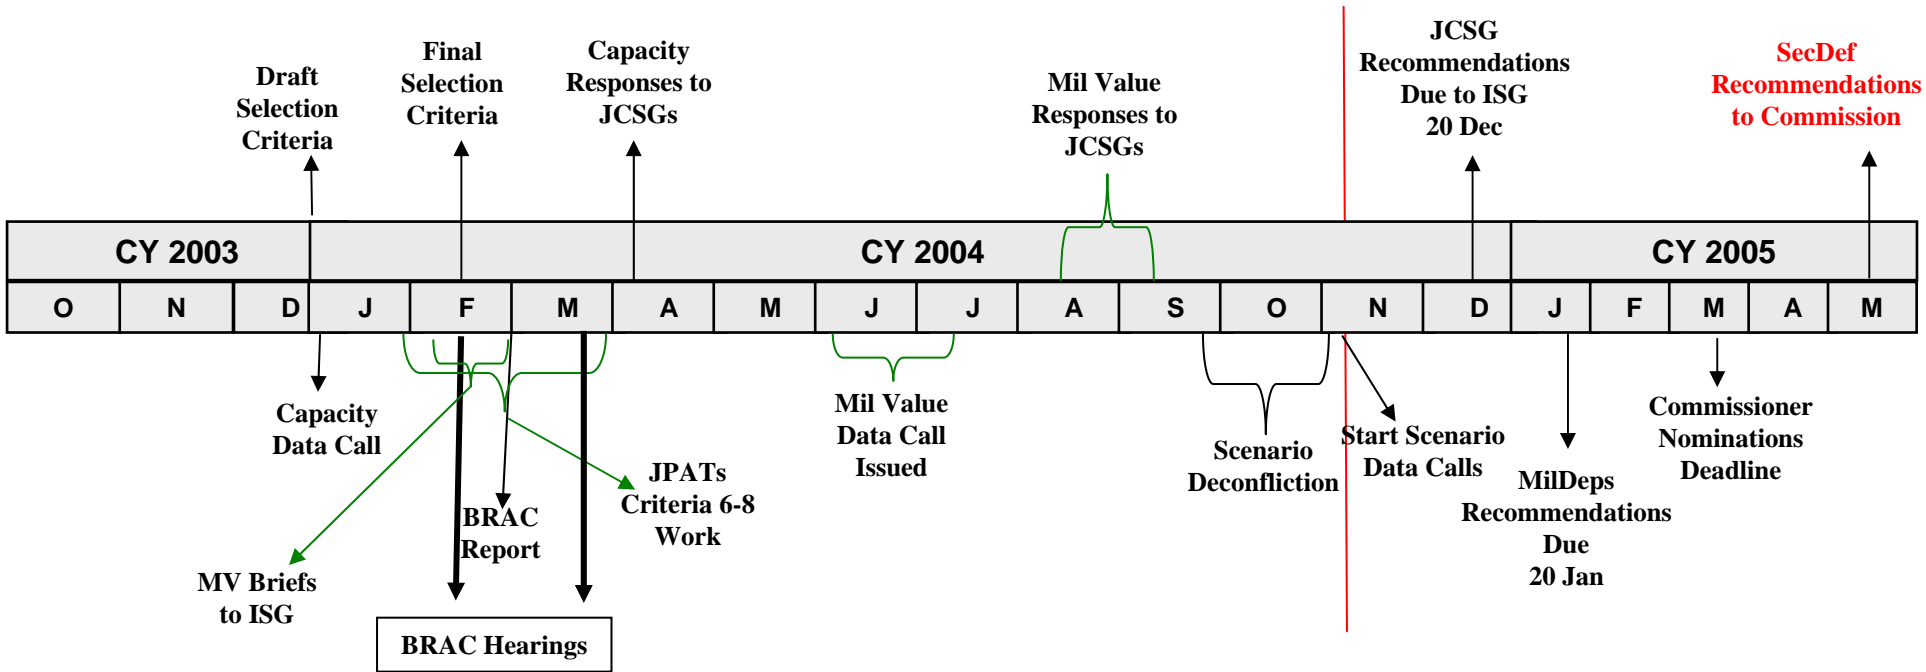 Draft
Selection
Criteria
Final
Selection
Criteria
Capacity
Responses to
JCSGs
Mil Value
Responses to
JCSGs
JCSG
Recommendations
Due to ISG
20 Dec
SecDef
Recommendations
to Commission
CY 2003 CY 2004 CY 2005
O N D J F M A M J J A S O N D J F M A M
Capacity
Data Call
MV Briefs
to ISG
BRAC Hearings
BRAC
Report
JPATs
Criteria 6-8
Work
Mil Value
Data Call
Issued
Scenario
Deconfliction
Start Scenario
Data Calls
MilDeps
Recommendations
Due
20 Jan
Commissioner
Nominations
Deadline